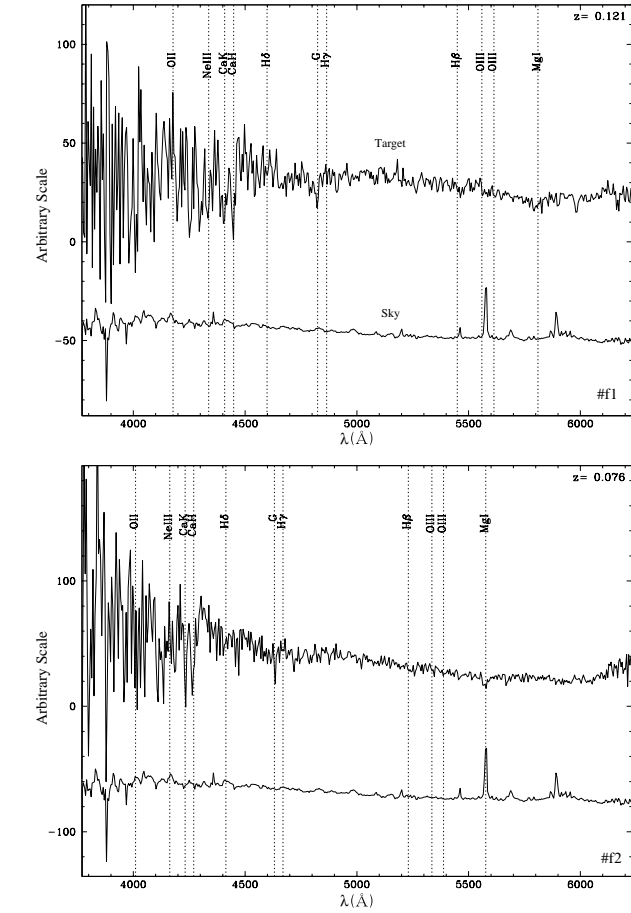 z= 0.121
100
OII
NeIII
CaK
CaH
Hδ
G
Hγ
Hβ
OIII
OIII
MgI
Target
50
Arbitrary Scale
0
Sky
−50
#f1
4000 4500 5000 5500 6000
λ(Å)
z= 0.076
OII
NeIII
CaK
CaH
Hδ
G
Hγ
Hβ
OIII
OIII
MgI
100
Arbitrary Scale
0
−100
#f2
4000 4500 5000 5500 6000
λ(Å)